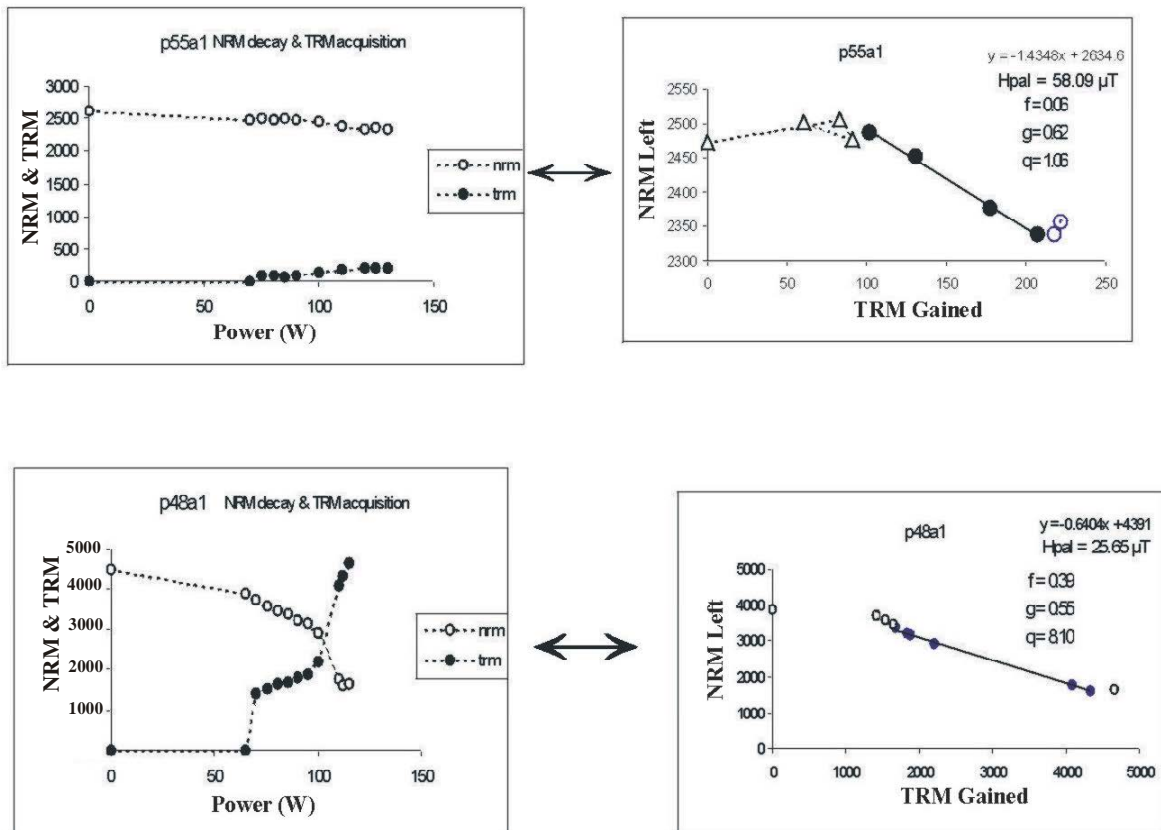 p55a1 NRM decay & TRM acquisition
NRM & TRM
3000
2500
2000
1500
1000
500
0
0 50 100 150
Power (W)
nrm
trm
p55a1
y = -1.4348x + 2634.6
Hpal = 58.09 µT
f=0.06
g=0.62
q=1.06
NRM Left
2550
2500
2450
2400
2350
2300
0 50 100 150 200 250
TRM Gained
p48a1 NRM decay & TRM acquisition
NRM & TRM
5000
4000
3000
2000
1000
0 50 100 150
Power (W)
nrm
trm
p48a1
y=-0.6404x +4391
Hpal = 25.65 µT
f=0.39
g=0.55
q=8.10
NRM Left
5000
4000
3000
2000
1000
0
0 1000 2000 3000 4000 5000
TRM Gained